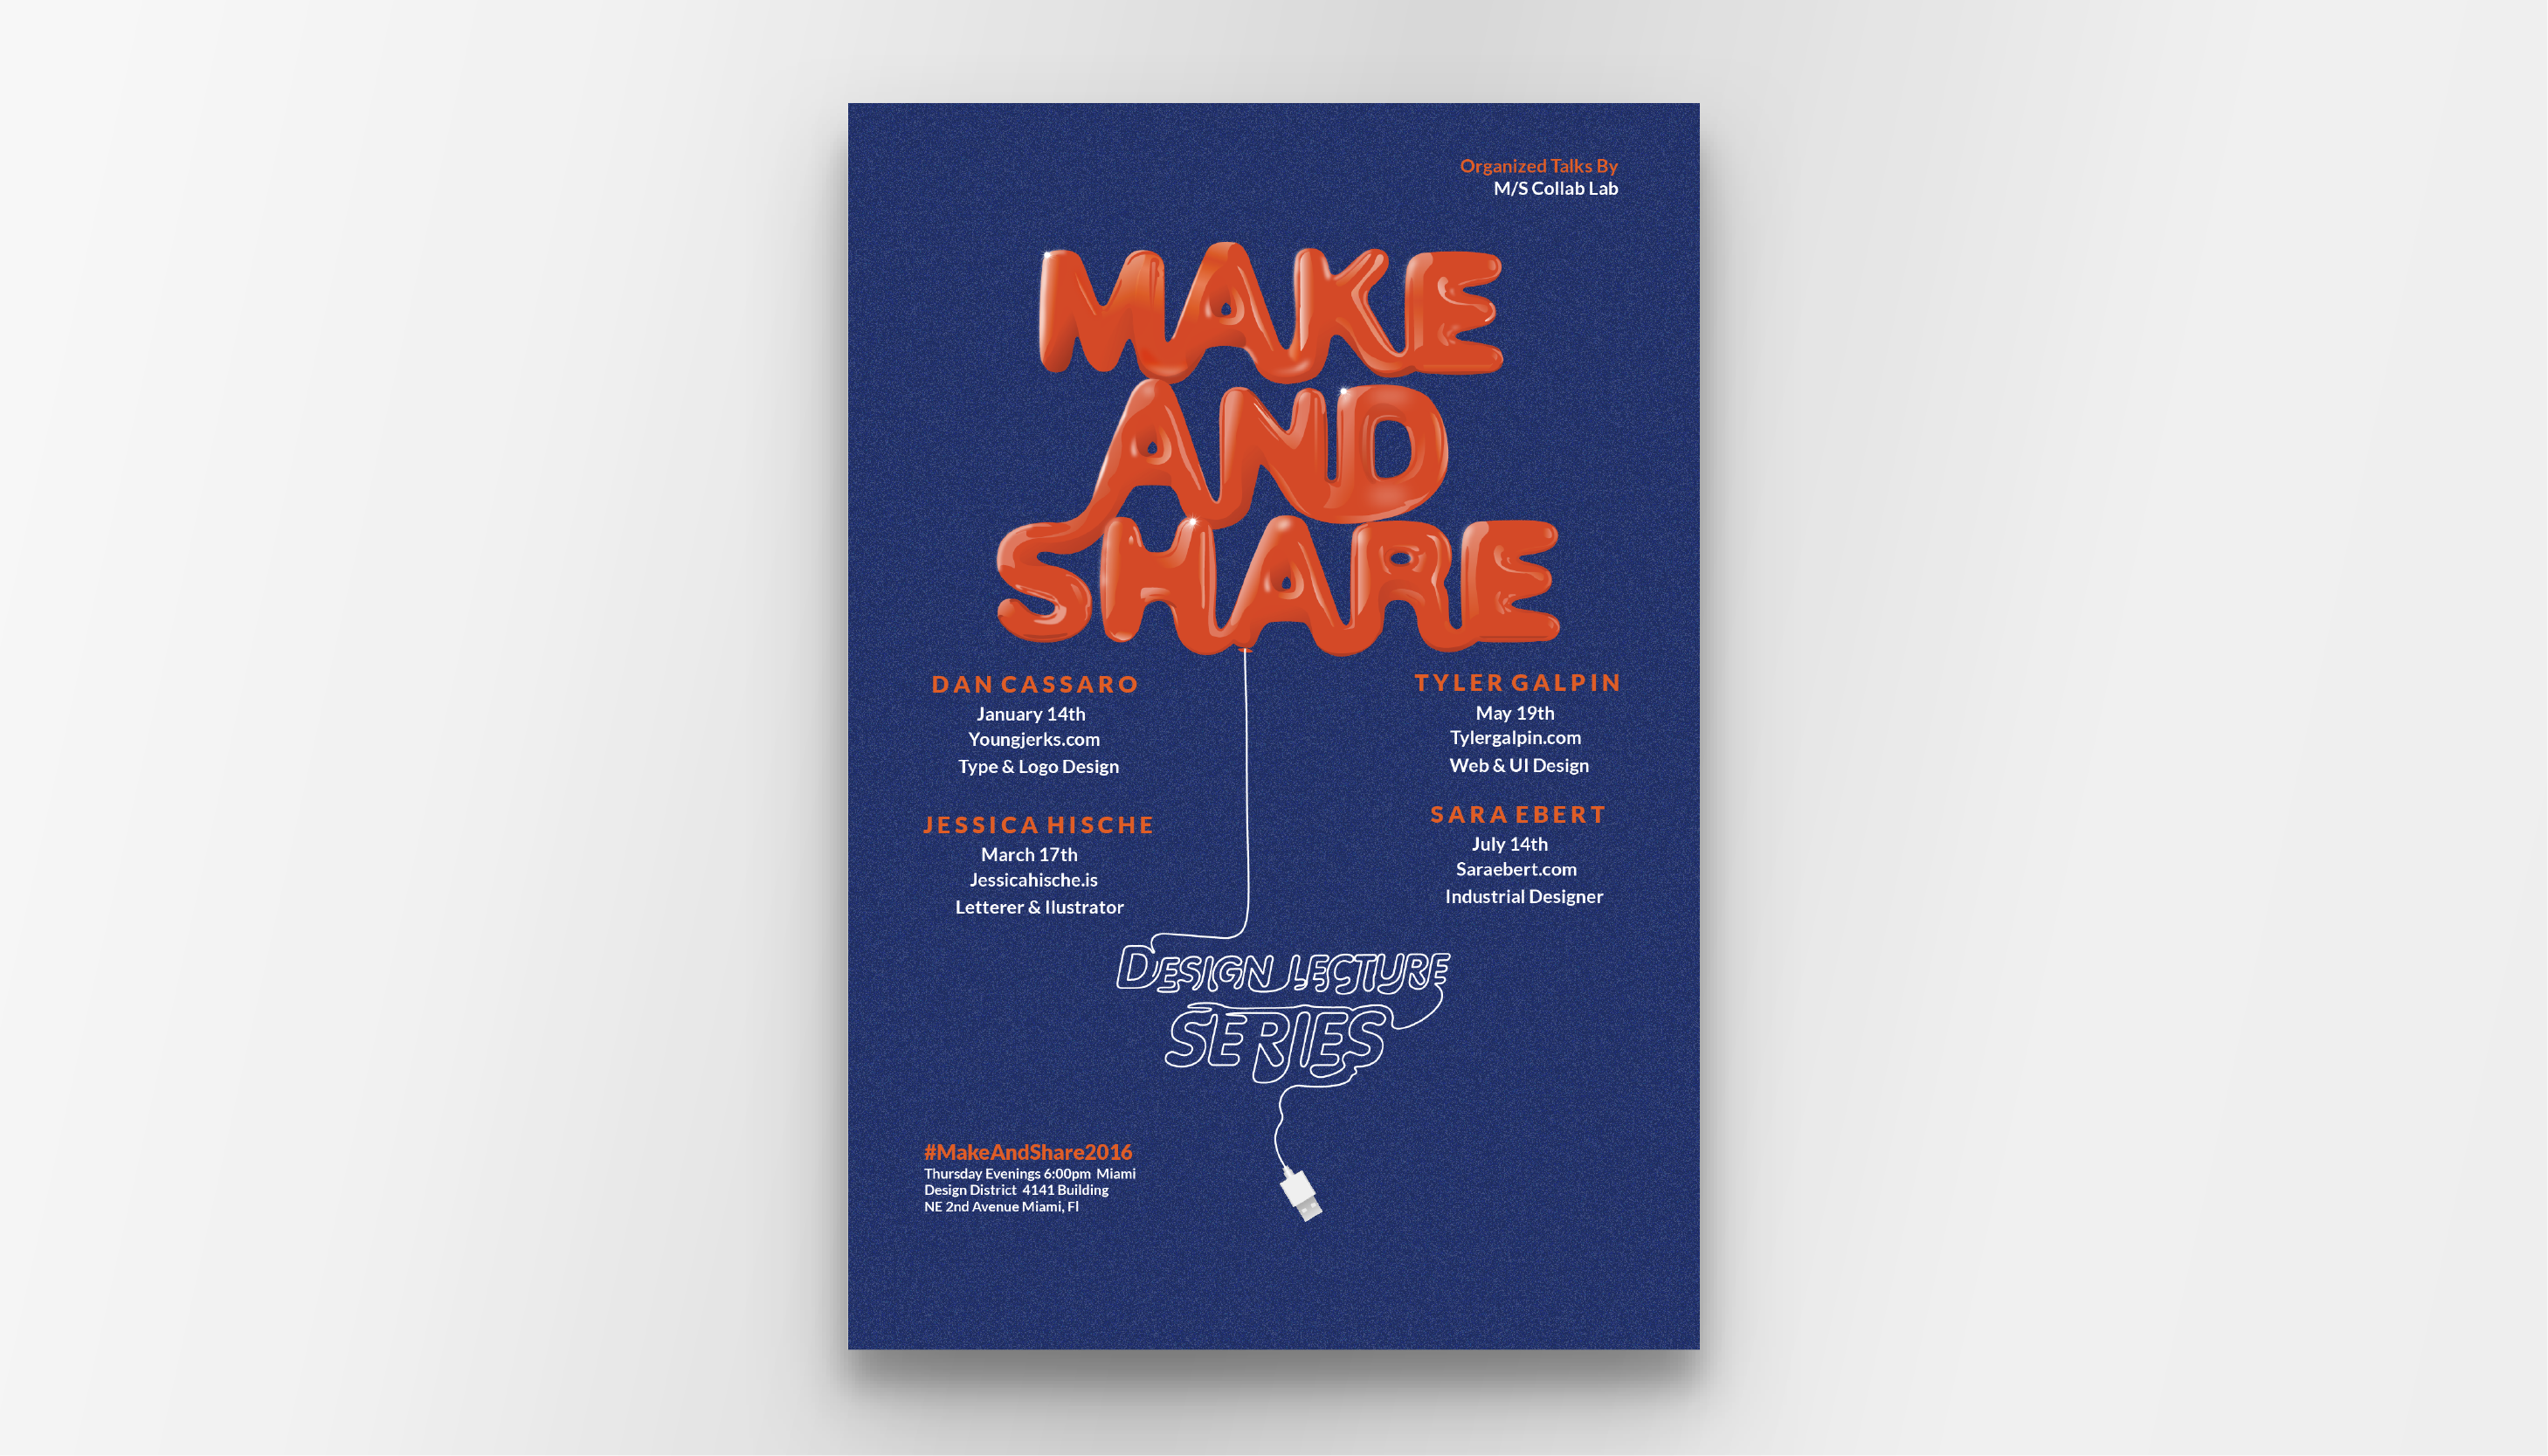 Organized Talks By
M/S Collab Lab
MAKE
AND
SHARE
DAN CASSARO
January 14th
Youngjerks.com
Type & Logo Design
JESSICA HISCHE
March 17th
Jessicahische.is
Letterer & Ilustrator
TYLER GALPIN
May 19th
Tylergalpin.com
Web & UI Design
SARA EBERT
July 14th
Saraebert.com
Industrial Designer
DESIGN LECTURE
SERIES
#MakeAndShare2016
Thursday Evenings 6:00pm Miami
Design District 4141 Building
NE 2nd Avenue Miami, Fl